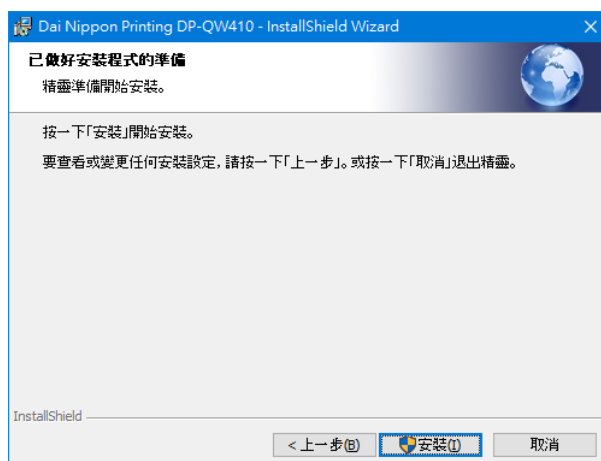 Dai Nippon Printing DP-QW410 - InstallShield Wizard
已做好安裝程式的準備
精靈準備開始安裝。
按一下「安裝」開始安裝。
要查看或變更任何安裝設定，請按一下「上一步」。或按一下「取消」退出精靈。
InstallShield
< 上一步(B) 安裝(I) 取消